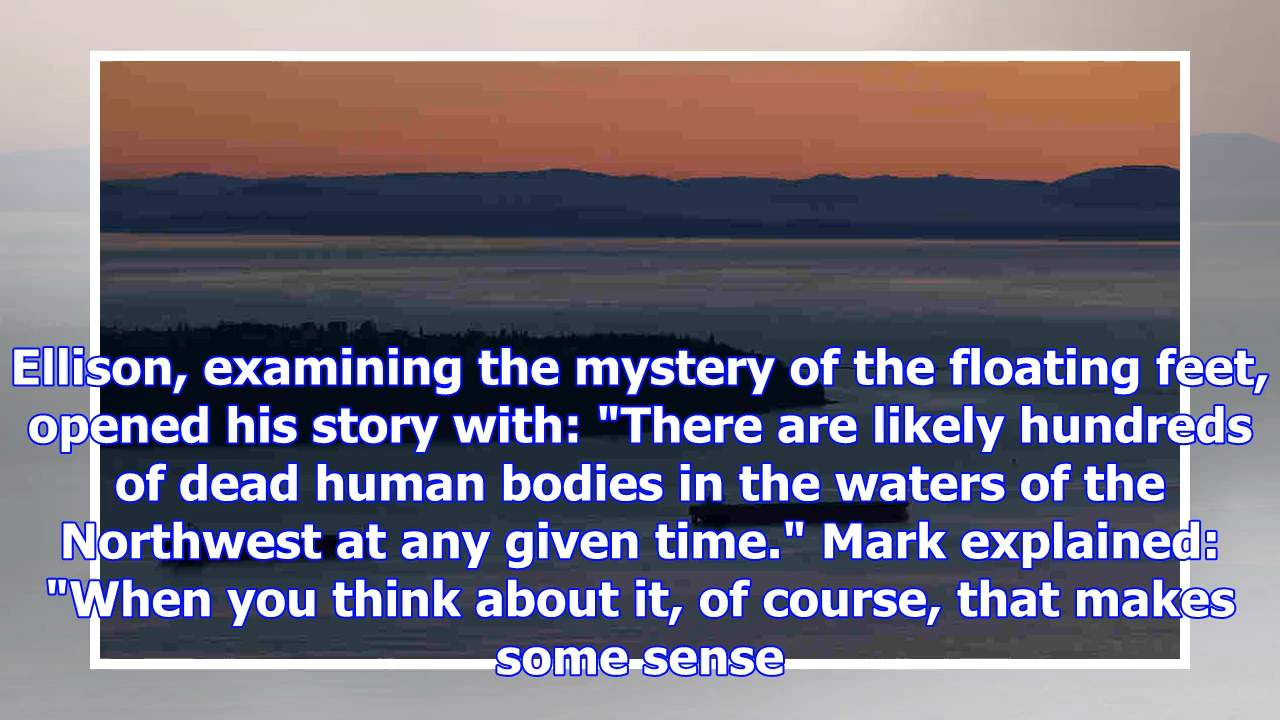 Ellison, examining the mystery of the floating feet,
opened his story with: "There are likely hundreds
of dead human bodies in the waters of the
Northwest at any given time." Mark explained:
"When you think about it, of course, that makes
some sense